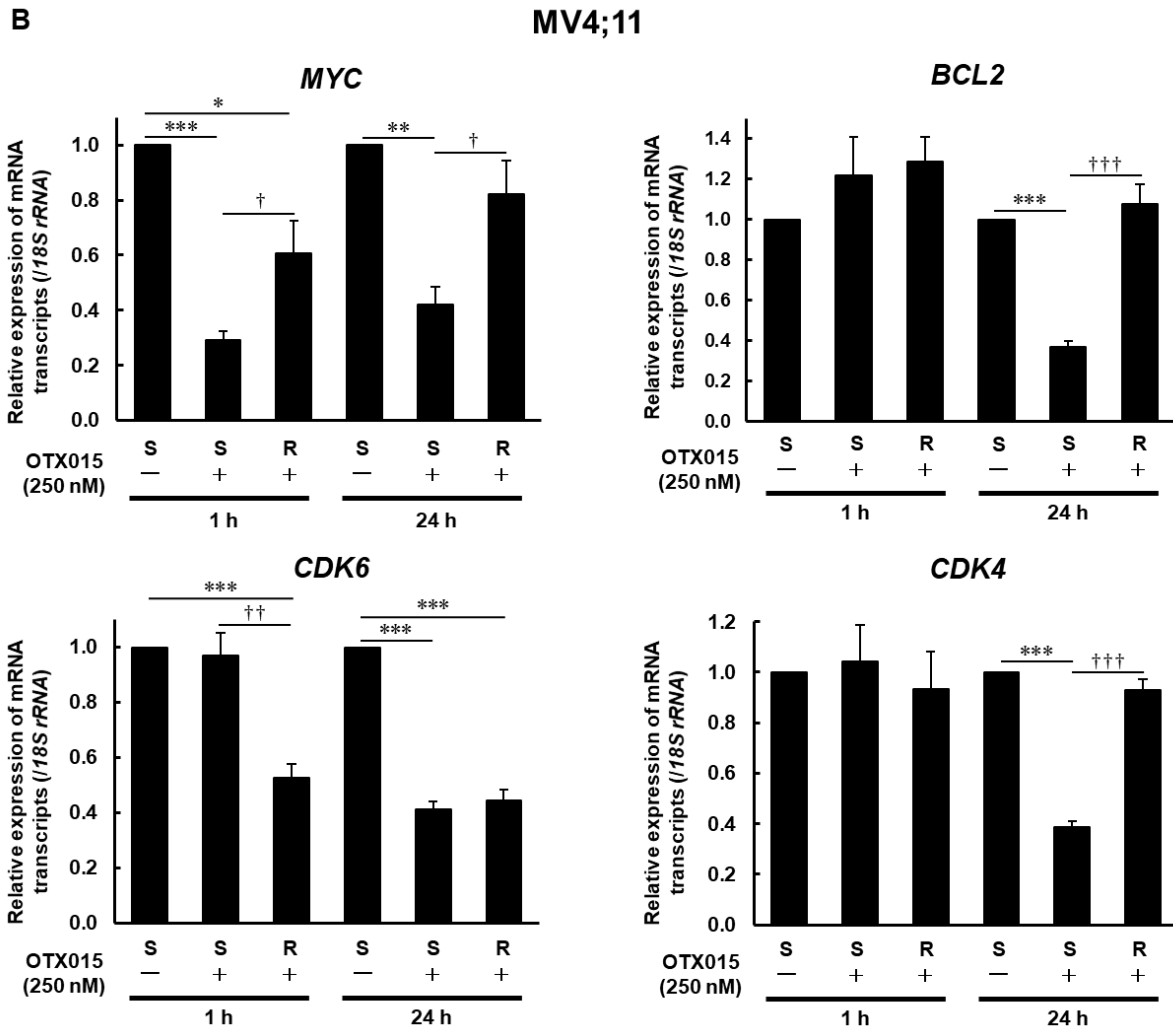 B
MV4;11
MYC
Relative expression of mRNA
transcripts (/18S rRNA)
1.0
0.8
0.6
0.4
0.2
0.0
*
***
†
**
†
S S R S S R
OTX015
(250 nM)
— + + — + +
1 h 24 h
BCL2
Relative expression of mRNA
transcripts (/18S rRNA)
1.4
1.2
1.0
0.8
0.6
0.4
0.2
0.0
†††
***
S S R S S R
OTX015
(250 nM)
— + + — + +
1 h 24 h
CDK6
Relative expression of mRNA
transcripts (/18S rRNA)
1.0
0.8
0.6
0.4
0.2
0.0
***
††
***
***
S S R S S R
OTX015
(250 nM)
— + + — + +
1 h 24 h
CDK4
Relative expression of mRNA
transcripts (/18S rRNA)
1.2
1.0
0.8
0.6
0.4
0.2
0.0
*** †††
S S R S S R
OTX015
(250 nM)
— + + — + +
1 h 24 h